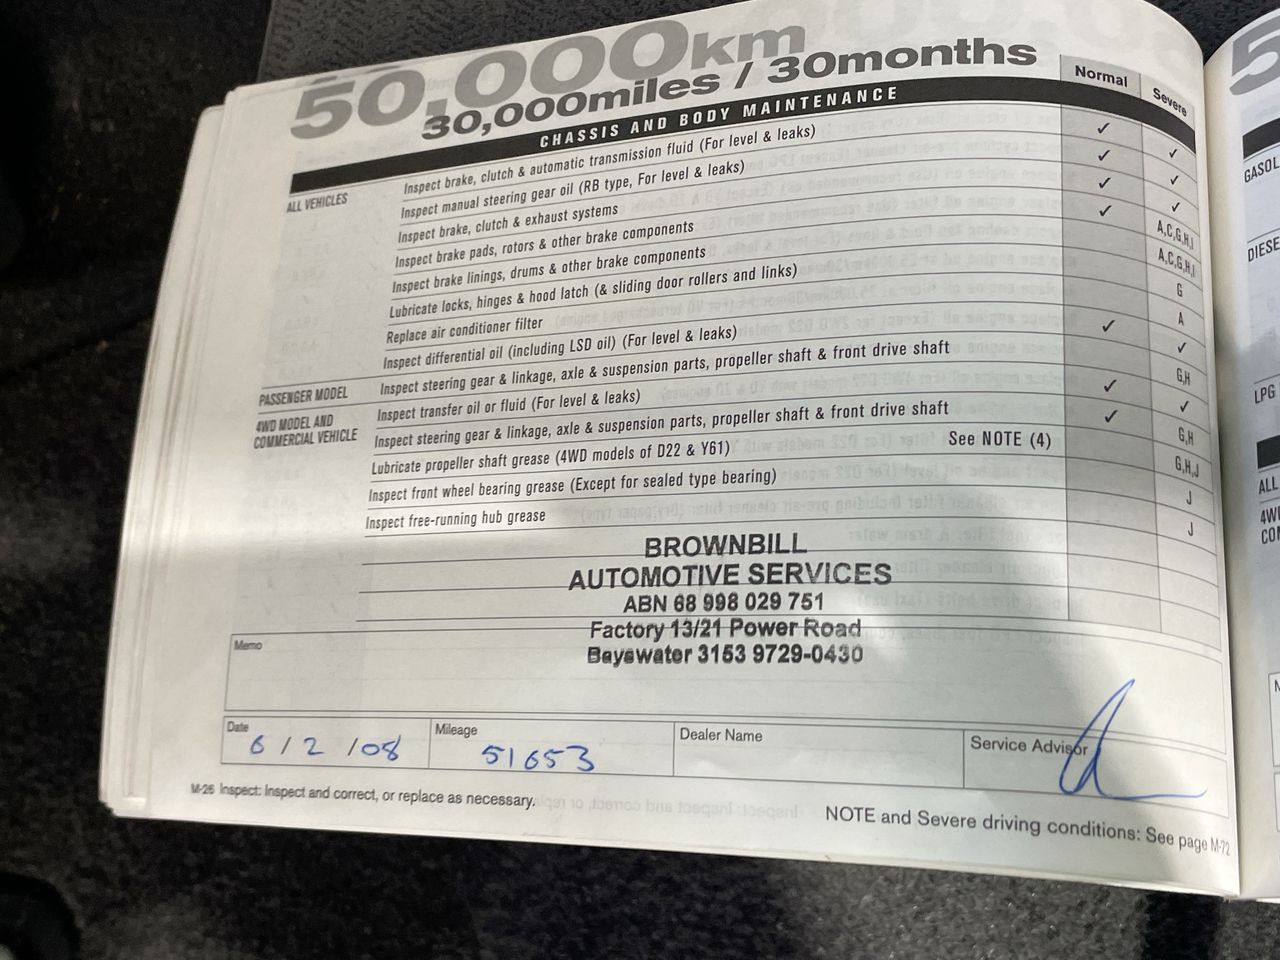 50,000km
30,000miles / 30months
Normal
Severe
CHASSIS AND BODY MAINTENANCE
ALL VEHICLES
Inspect brake, clutch & automatic transmission fluid (For level & leaks) ✓ ✓
Inspect manual steering gear oil (RB type, For level & leaks) ✓ ✓
Inspect brake, clutch & exhaust systems ✓ ✓
Inspect brake pads, rotors & other brake components ✓ A,C,G,H,I
Inspect brake linings, drums & other brake components A,C,G,H,I
Lubricate locks, hinges & hood latch (& sliding door rollers and links) G
Replace air conditioner filter A
Inspect differential oil (including LSD oil) (For level & leaks) ✓ ✓
PASSENGER MODEL
Inspect steering gear & linkage, axle & suspension parts, propeller shaft & front drive shaft G,H
4WD MODEL AND
COMMERCIAL VEHICLE
Inspect transfer oil or fluid (For level & leaks) ✓ ✓
Inspect steering gear & linkage, axle & suspension parts, propeller shaft & front drive shaft ✓ G,H
Lubricate propeller shaft grease (4WD models of D22 & Y61) See NOTE (4) G,H,J
Inspect front wheel bearing grease (Except for sealed type bearing) J
Inspect free-running hub grease J
BROWNBILL
AUTOMOTIVE SERVICES
ABN 68 998 029 751
Factory 13/21 Power Road
Bayswater 3153 9729-0430
Memo
Date
6 / 2 / 08
Mileage
51653
Dealer Name
Service Advisor
M-26 Inspect: Inspect and correct, or replace as necessary.
NOTE and Severe driving conditions: See page M-72
5
GASOL
DIESE
LPG
ALL
4W
CO